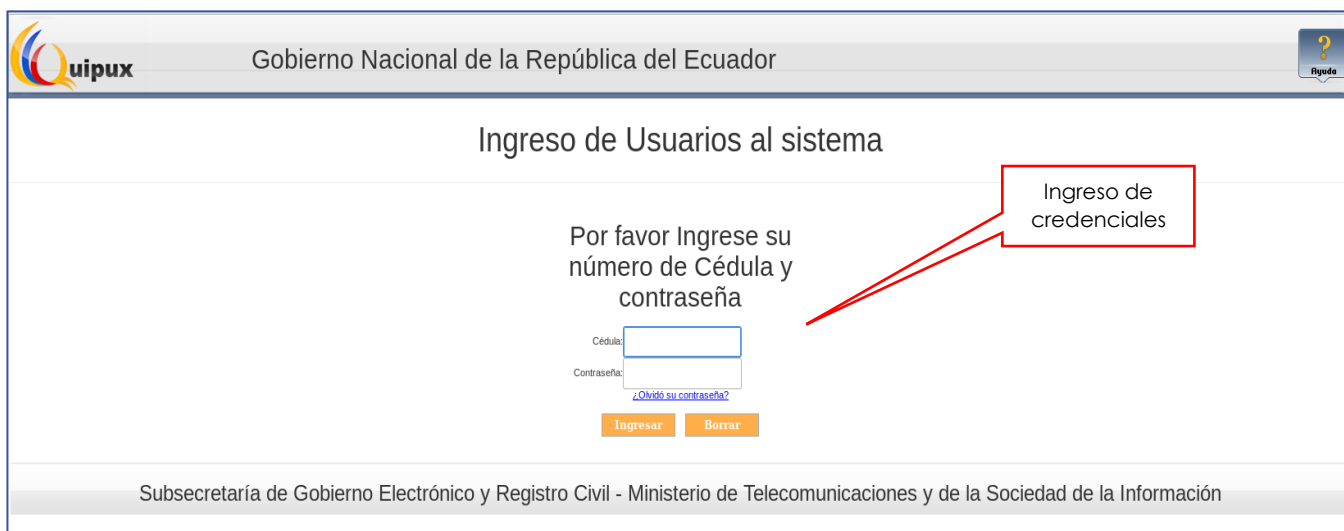 Quipux
Gobierno Nacional de la República del Ecuador
?
Ayuda
Ingreso de Usuarios al sistema
Ingreso de
credenciales
Por favor Ingrese su
número de Cédula y
contraseña
Cédula:
Contraseña:
¿Olvidó su contraseña?
Ingresar Borrar
Subsecretaría de Gobierno Electrónico y Registro Civil - Ministerio de Telecomunicaciones y de la Sociedad de la Información